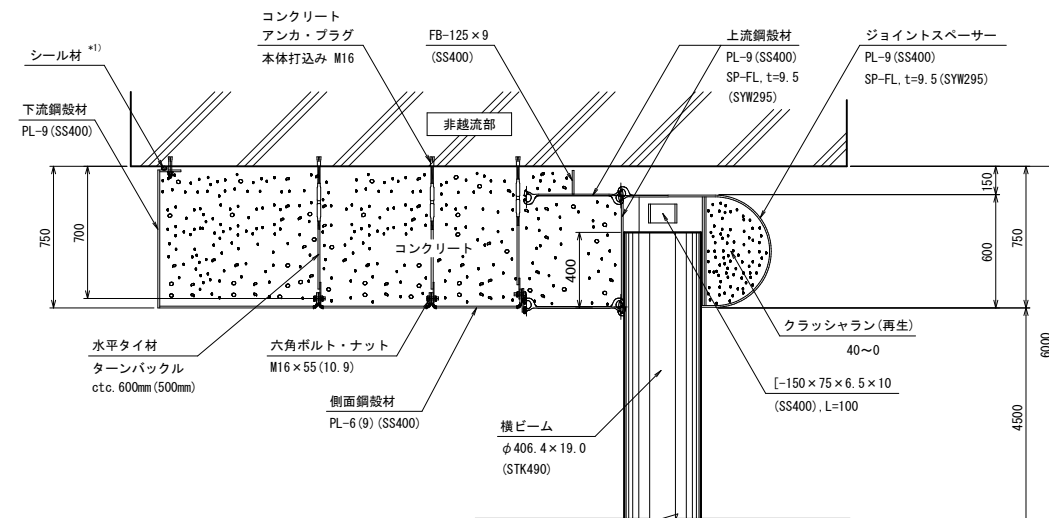 コンクリート
アンカ・プラグ
本体打込み M16
FB-125×9
(SS400)
上流鋼殻材
PL-9(SS400)
SP-FL, t=9.5
(SYW295)
ジョイントスペーサー
PL-9(SS400)
SP-FL, t=9.5(SYW295)
シール材 *1)
下流鋼殻材
PL-9(SS400)
非越流部
750
700
コンクリート
400
150
600
750
6000
4500
水平タイ材
ターンバックル
ctc. 600mm(500mm)
六角ボルト・ナット
M16×55(10.9)
側面鋼殻材
PL-6(9)(SS400)
横ビーム
φ406.4×19.0
(STK490)
クラッシャラン(再生)
40～0
[-150×75×6.5×10
(SS400), L=100